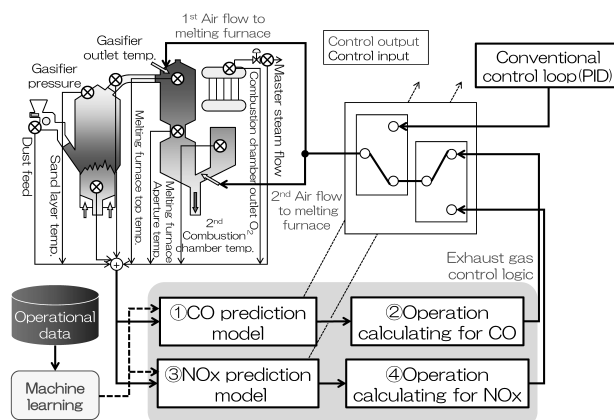 1st Air flow to
melting furnace
Gasifier
outlet temp.
Gasifier
pressure
Control output
Control input
Conventional
control loop(PID)
Dust feed
Sand layer temp.
Melting furnace top temp.
Melting furnace
Aperture temp.
2nd
Combustion
chamber temp.
Combustion chamber
outlet O2
Master steam flow
2nd Air flow
to melting
furnace
Exhaust gas
control logic
+
Operational
data
Machine
learning
①CO prediction
model
②Operation
calculating for CO
③NOx prediction
model
④Operation
calculating for NOx